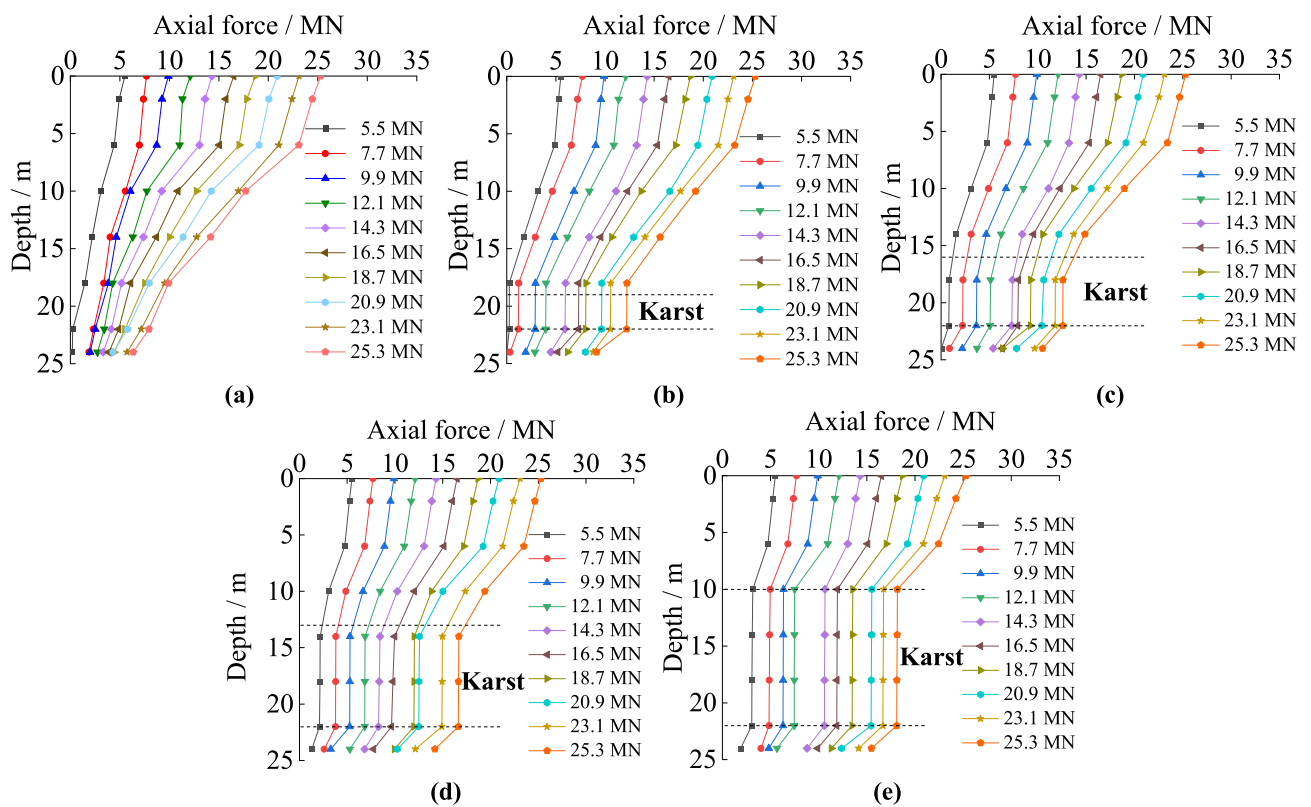 Axial force / MN
0 5 10 15 20 25 30 35
0
5
10
15
20
25
Depth / m
5.5 MN
7.7 MN
9.9 MN
12.1 MN
14.3 MN
16.5 MN
18.7 MN
20.9 MN
23.1 MN
25.3 MN
(a)
Axial force / MN
0 5 10 15 20 25 30 35
0
5
10
15
20
25
Depth / m
5.5 MN
7.7 MN
9.9 MN
12.1 MN
14.3 MN
16.5 MN
18.7 MN
20.9 MN
23.1 MN
25.3 MN
Karst
(b)
Axial force / MN
0 5 10 15 20 25 30 35
0
5
10
15
20
25
Depth / m
5.5 MN
7.7 MN
9.9 MN
12.1 MN
14.3 MN
16.5 MN
18.7 MN
20.9 MN
23.1 MN
25.3 MN
Karst
(c)
Axial force / MN
0 5 10 15 20 25 30 35
0
5
10
15
20
25
Depth / m
5.5 MN
7.7 MN
9.9 MN
12.1 MN
14.3 MN
16.5 MN
18.7 MN
20.9 MN
23.1 MN
25.3 MN
Karst
(d)
Axial force / MN
0 5 10 15 20 25 30 35
0
5
10
15
20
25
Depth / m
5.5 MN
7.7 MN
9.9 MN
12.1 MN
14.3 MN
16.5 MN
18.7 MN
20.9 MN
23.1 MN
25.3 MN
Karst
(e)